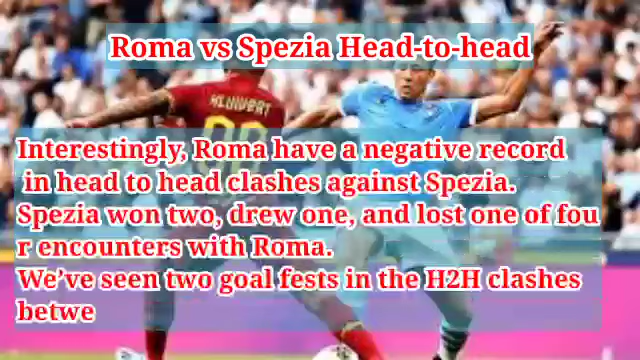 Roma vs Spezia Head-to-head
KLUIVERT
99
Interestingly, Roma have a negative record
in head to head clashes against Spezia.
Spezia won two, drew one, and lost one of fou
r encounters with Roma.
We’ve seen two goal fests in the H2H clashes
betwe